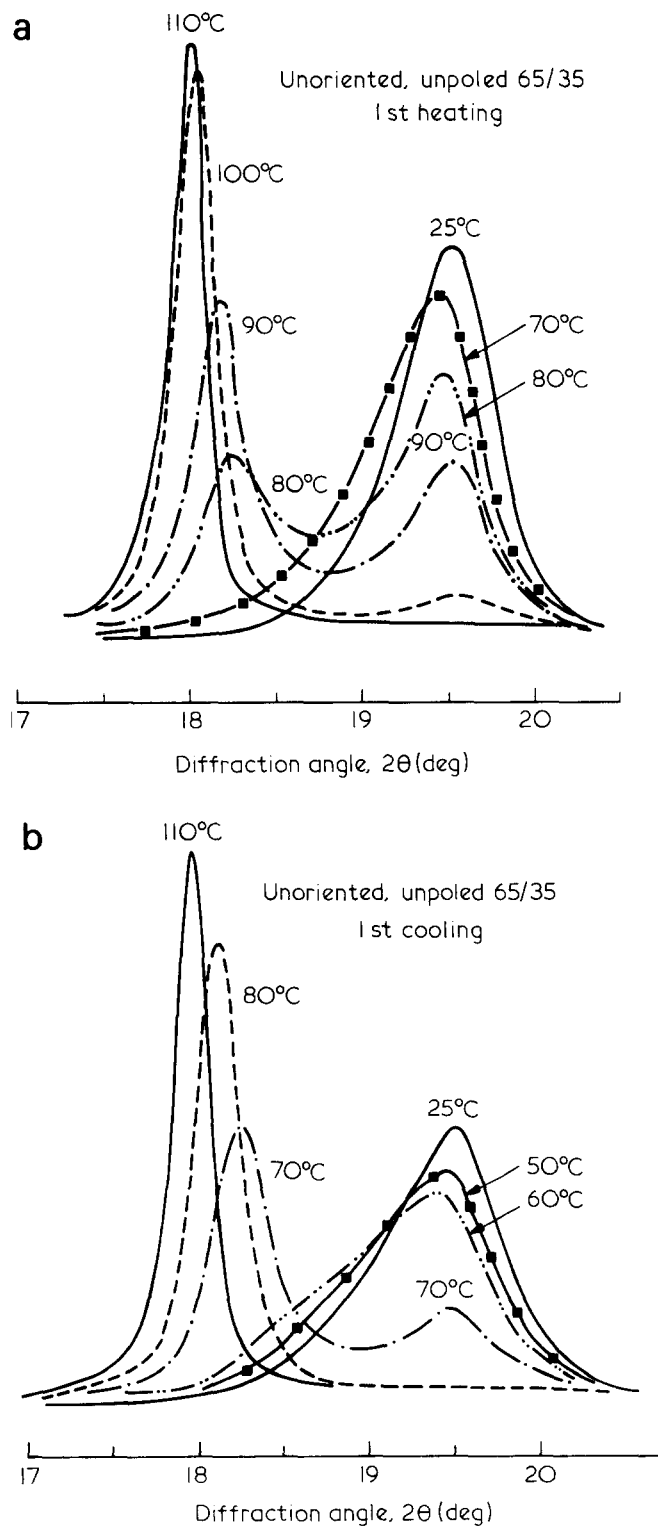 a
110°C
Unoriented, unpoled 65/35
1st heating
100°C
25°C
90°C
70°C
80°C
90°C
80°C
17 18 19 20
Diffraction angle, 2θ (deg)
b
110°C
Unoriented, unpoled 65/35
1st cooling
80°C
25°C
50°C
70°C
60°C
70°C
17 18 19 20
Diffraction angle, 2θ (deg)